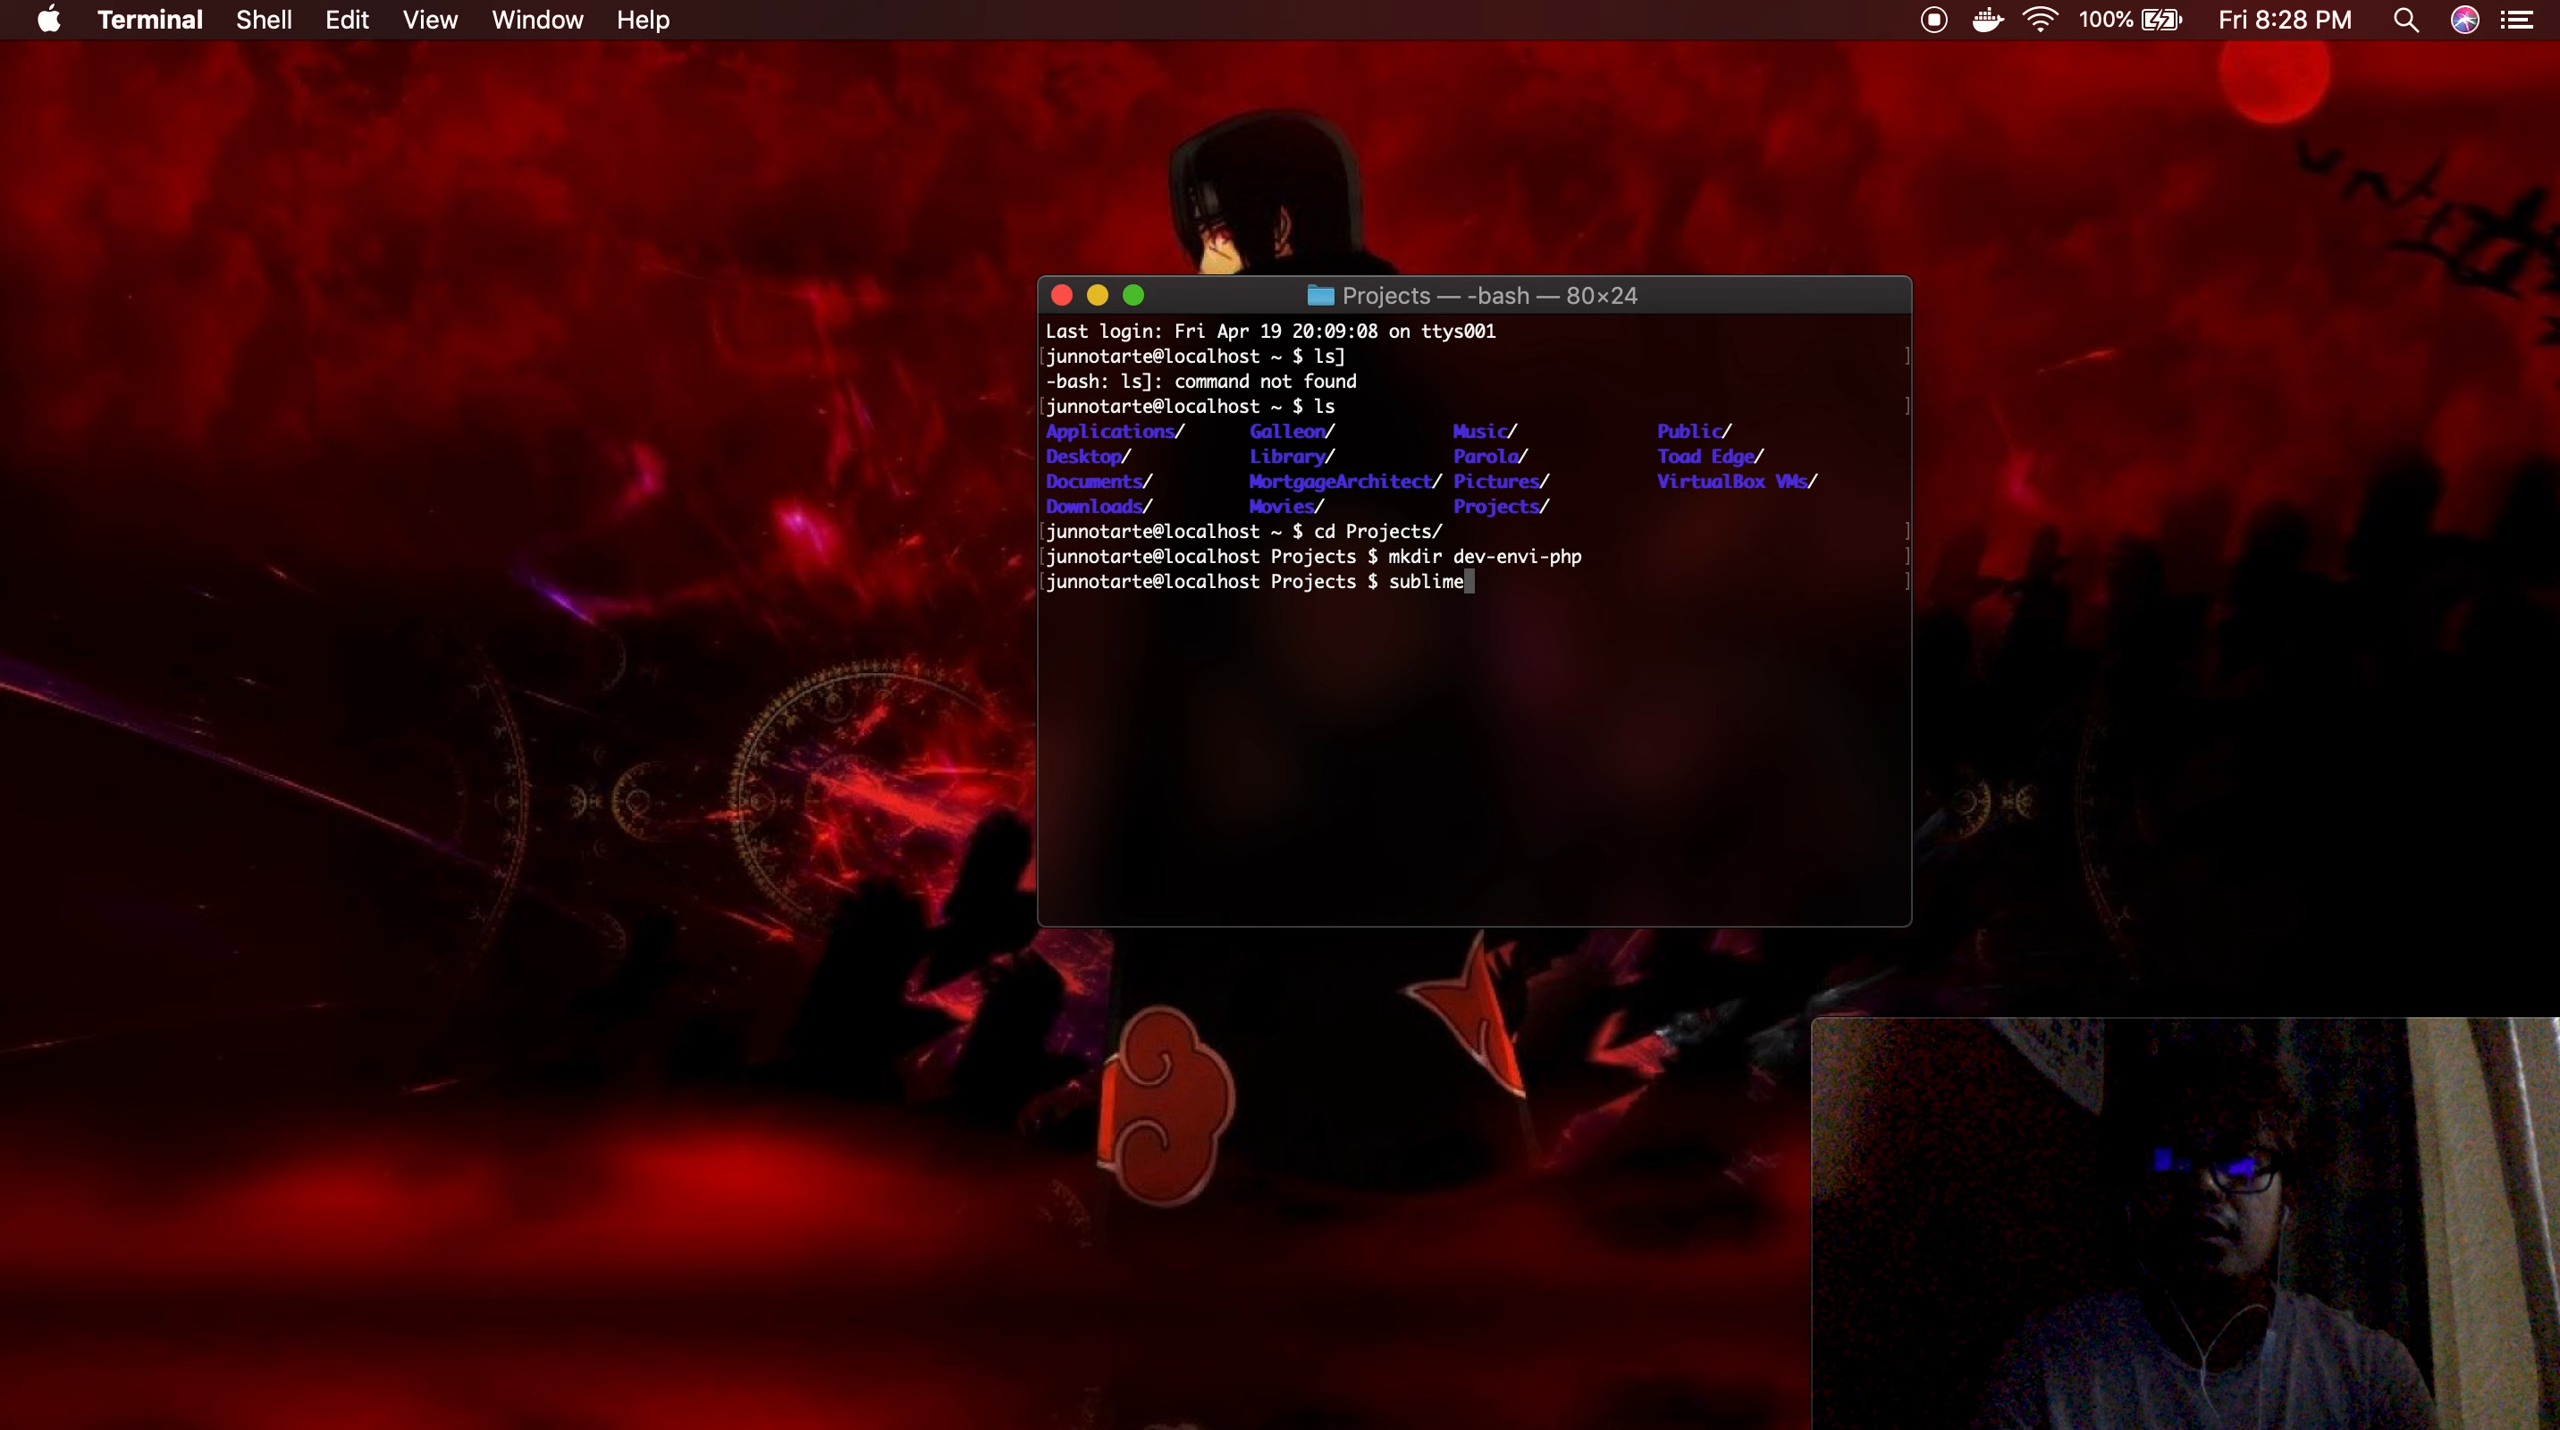 Terminal Shell Edit View Window Help 100% Fri 8:28 PM
Projects — -bash — 80×24
Last login: Fri Apr 19 20:09:08 on ttys001
[junnotarte@localhost ~ $ ls] ]
-bash: ls]: command not found
[junnotarte@localhost ~ $ ls ]
Applications/ Galleon/ Music/ Public/
Desktop/ Library/ Parola/ Toad Edge/
Documents/ MortgageArchitect/ Pictures/ VirtualBox VMs/
Downloads/ Movies/ Projects/
[junnotarte@localhost ~ $ cd Projects/ ]
[junnotarte@localhost Projects $ mkdir dev-envi-php ]
[junnotarte@localhost Projects $ sublime ]